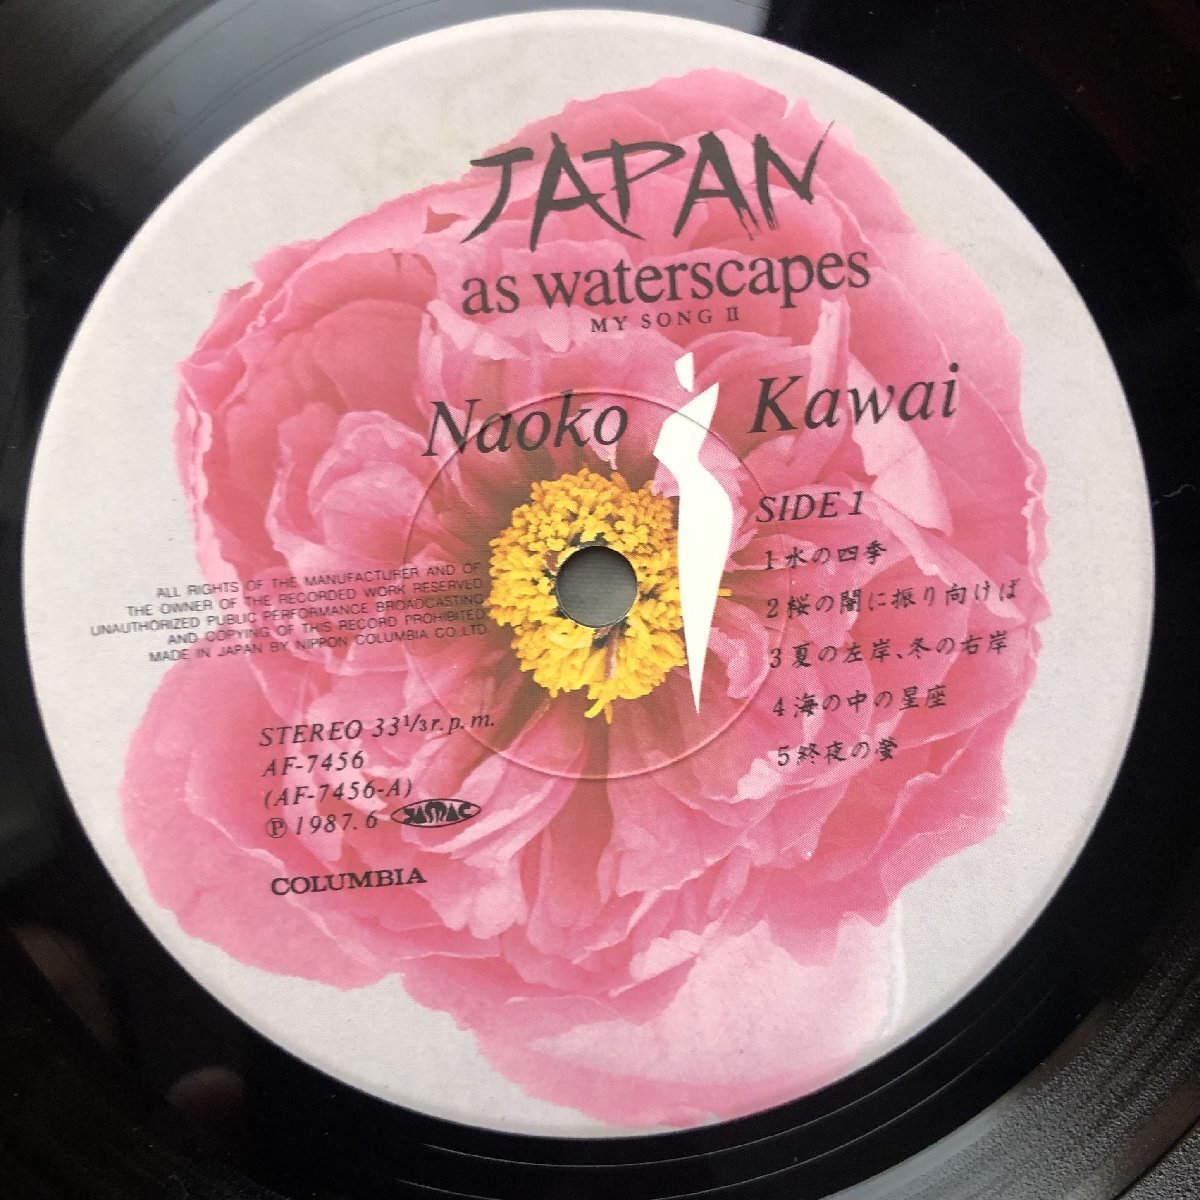 JAPAN
as waterscapes
MY SONG II
Naoko Kawai
SIDE 1
1 水の四季
2 桜の闇に振り向けば
3 夏の左岸、冬の右岸
4 海の中の星座
5 終夜の蛍
ALL RIGHTS OF THE MANUFACTURER AND OF
THE OWNER OF THE RECORDED WORK RESERVED
UNAUTHORIZED PUBLIC PERFORMANCE BROADCASTING
AND COPYING OF THIS RECORD PROHIBITED
MADE IN JAPAN BY NIPPON COLUMBIA CO LTD
STEREO 33 1/3 r.p.m.
AF-7456
(AF-7456-A)
Ⓟ 1987. 6 JASRAC
COLUMBIA